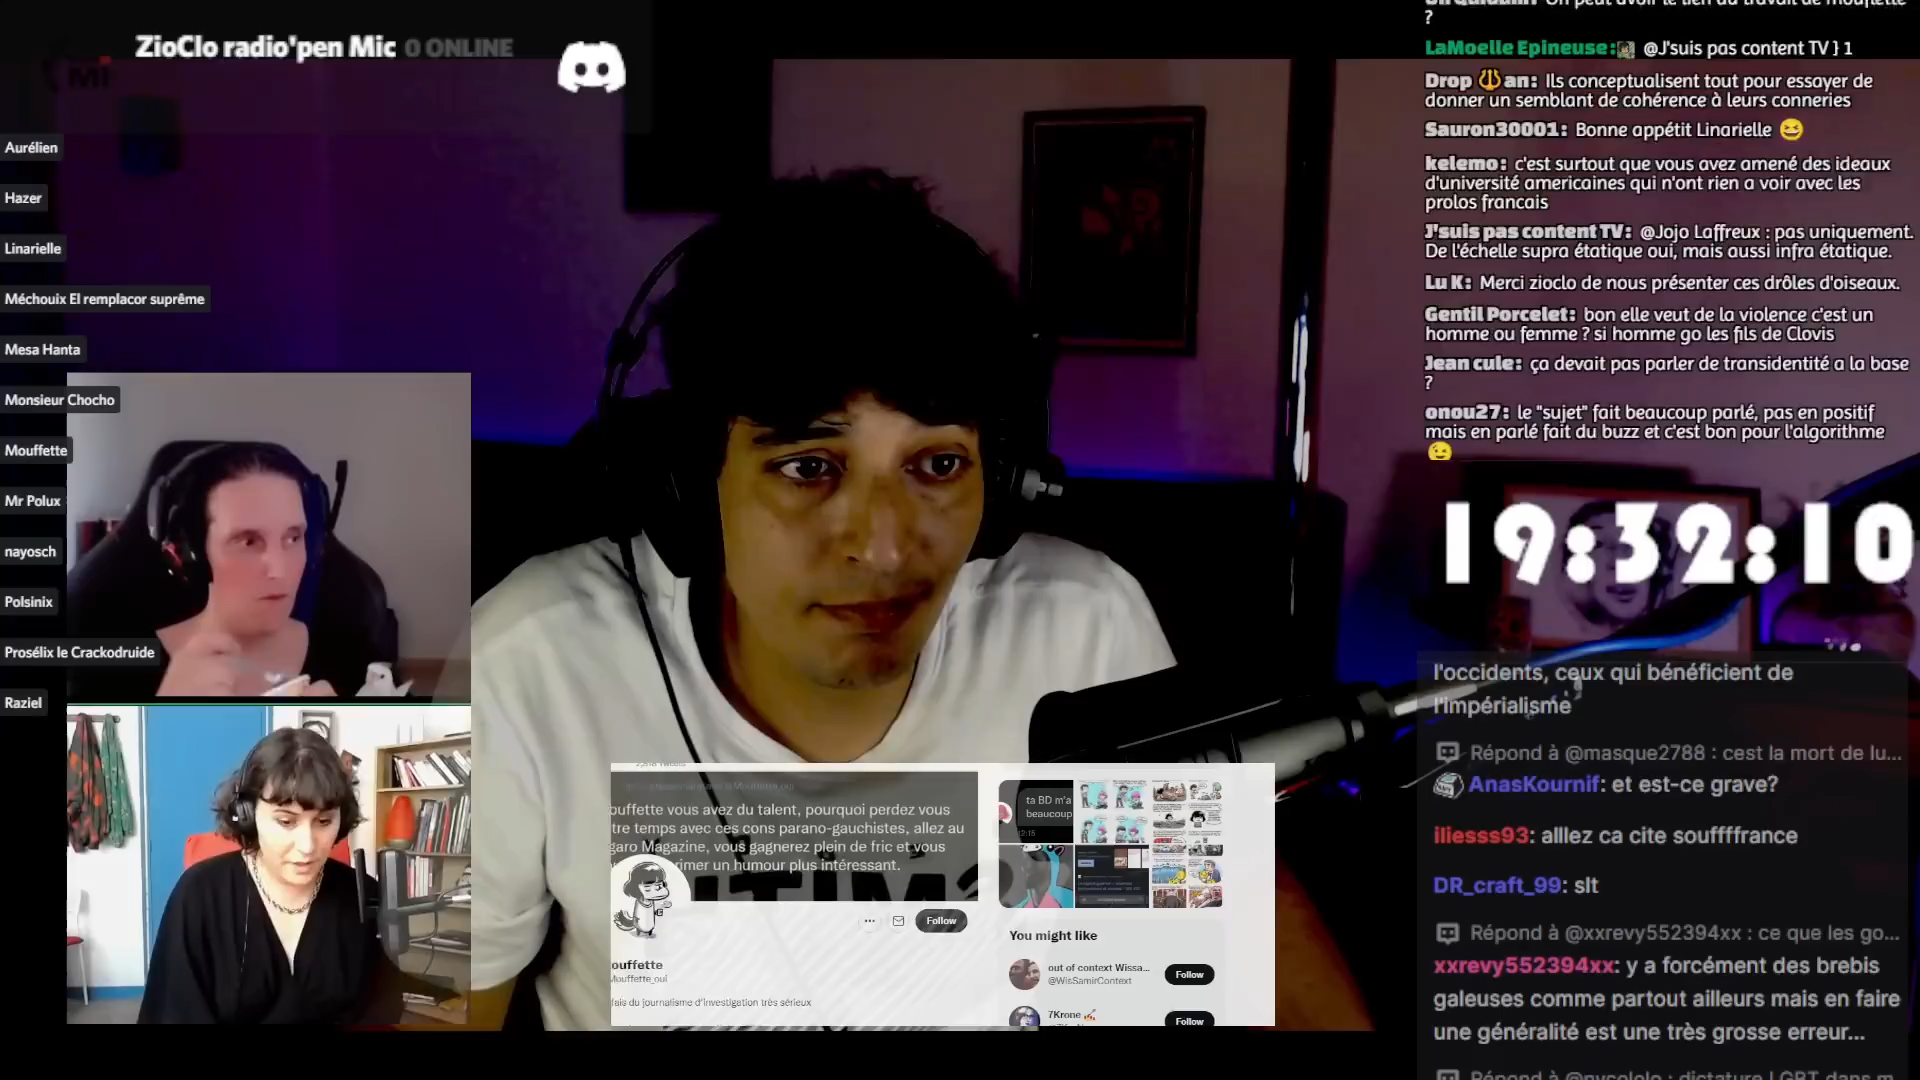 ZioClo radio'pen Mic 0 ONLINE
Aurélien
Hazer
Linarielle
Méchouix El remplacor suprême
Mesa Hanta
Monsieur Chocho
Mouffette
Mr Polux
nayosch
Polsinix
Prosélix le Crackodruide
Raziel
?
LaMoelle Epineuse: @J'suis pas content TV } 1
Drop an: Ils conceptualisent tout pour essayer de
donner un semblant de cohérence à leurs conneries
Sauron30001: Bonne appétit Linarielle 😆
kelemo: c'est surtout que vous avez amené des ideaux
d'université americaines qui n'ont rien a voir avec les
prolos francais
J'suis pas content TV: @Jojo Laffreux : pas uniquement.
De l'échelle supra étatique oui, mais aussi infra étatique.
Lu K: Merci zioclo de nous présenter ces drôles d'oiseaux.
Gentil Porcelet: bon elle veut de la violence c'est un
homme ou femme ? si homme go les fils de Clovis
Jean cule: ça devait pas parler de transidentité a la base
?
onou27: le "sujet" fait beaucoup parlé, pas en positif
mais en parlé fait du buzz et c'est bon pour l'algorithme
😉
19:32:10
l'occidents, ceux qui bénéficient de
l'impérialisme
Répond à @masque2788 : cest la mort de lu...
AnasKournif: et est-ce grave?
iliesss93: alllez ca cite souffffrance
DR_craft_99: slt
Répond à @xxrevy552394xx : ce que les go...
xxrevy552394xx: y a forcément des brebis
galeuses comme partout ailleurs mais en faire
une généralité est une très grosse erreur...
ouffette vous avez du talent, pourquoi perdez vous
tre temps avec ces cons parano-gauchistes, allez au
garo Magazine, vous gagnerez plein de fric et vous
rimer un humour plus intéressant.
Follow
ouffette
Mouffette_ouf
fais du journalisme d'investigation très sérieux
ta BD m'a
beaucoup
12:15
You might like
out of context Wissa...
@WisSamirContext
Follow
7Krone
Follow